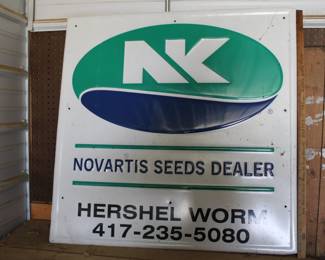 NK
®
NOVARTIS SEEDS DEALER
HERSHEL WORM
417-235-5080